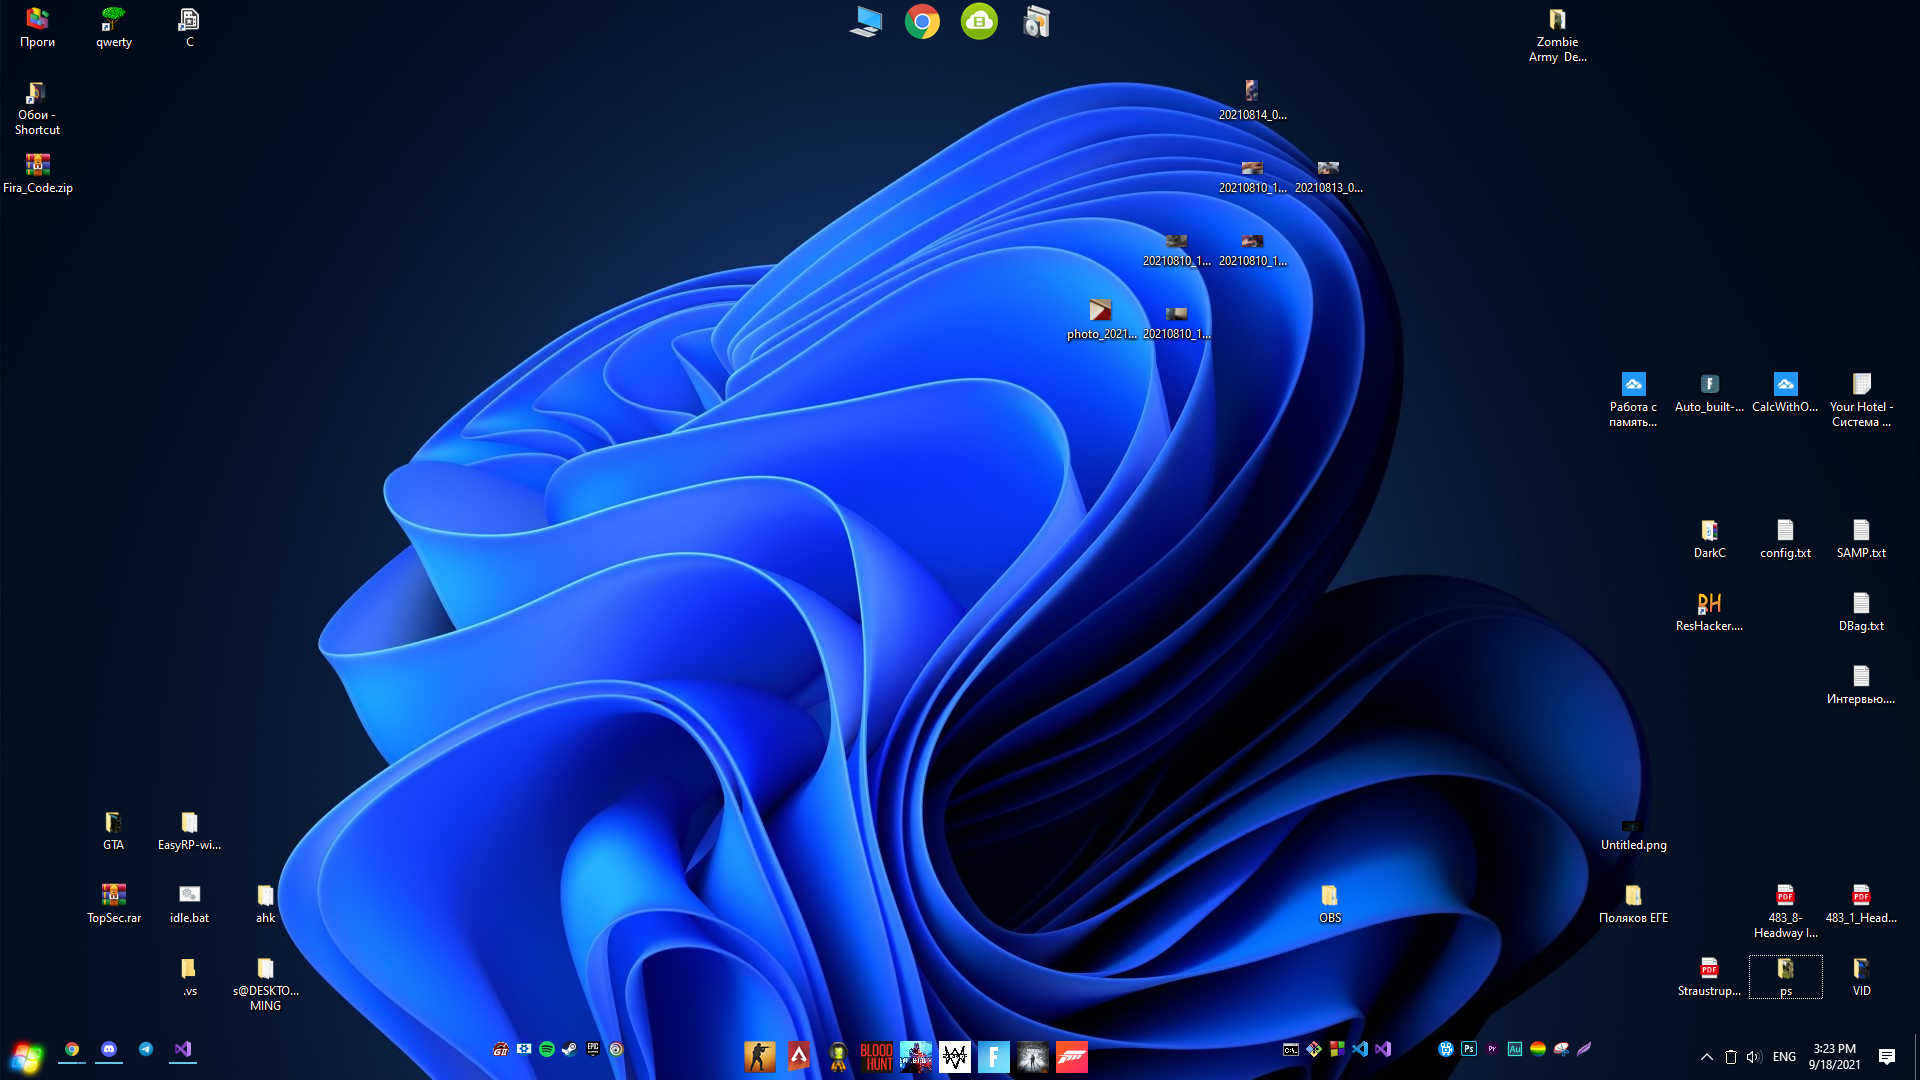 Проги
qwerty
C
Zombie
Army De...
Обои -
Shortcut
20210814_0...
Fira_Code.zip
20210810_1...
20210813_0...
20210810_1...
20210810_1...
photo_2021...
20210810_1...
Работа с
память...
Auto_built-...
CalcWithO...
Your Hotel -
Система ...
DarkC
config.txt
SAMP.txt
ResHacker....
DBag.txt
Интервью....
GTA
EasyRP-wi...
Untitled.png
TopSec.rar
idle.bat
ahk
OBS
Поляков ЕГЕ
483_8-
Headway I...
483_1_Head...
.vs
s@DESKTO...
MING
Straustrup...
ps
VID
BLOOD
HUNT
ENG
3:23 PM
9/18/2021